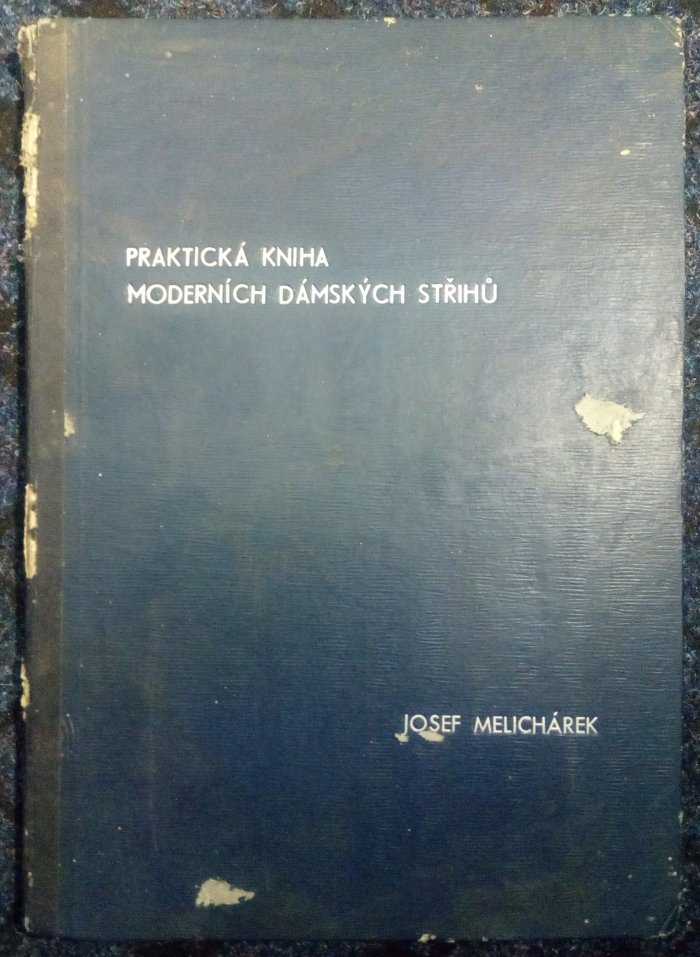 PRAKTICKÁ KNIHA
MODERNÍCH DÁMSKÝCH STŘIHŮ
JOSEF MELICHÁREK